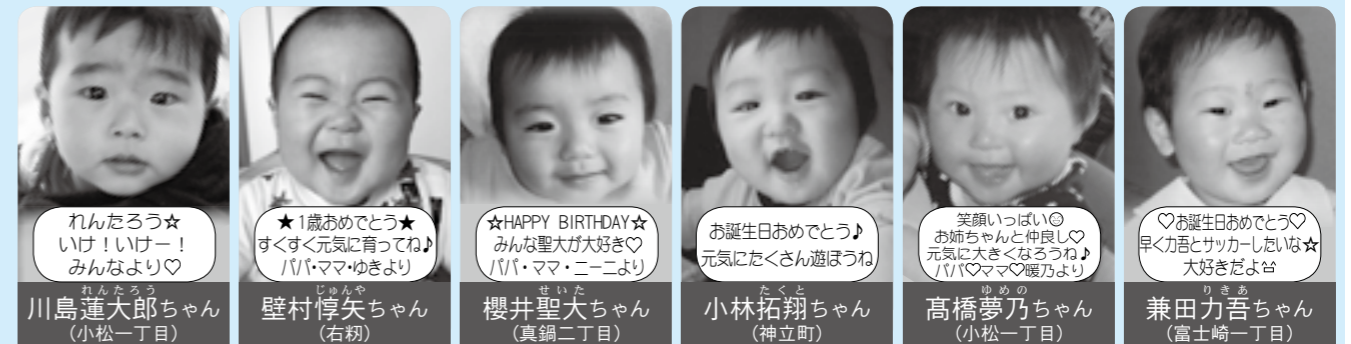 れんたろう☆
いけ！いけー！
みんなより♡
れんたろう
川島蓮大郎ちゃん
（小松一丁目）
★1歳おめでとう★
すくすく元気に育ってね♪
パパ・ママ・ゆきより
じゅんや
壁村惇矢ちゃん
（右籾）
☆HAPPY BIRTHDAY☆
みんな聖大が大好き♡
パパ・ママ・ニーニより
せいた
櫻井聖大ちゃん
（真鍋二丁目）
お誕生日おめでとう♪
元気にたくさん遊ぼうね
たくと
小林拓翔ちゃん
（神立町）
笑顔いっぱい☺
お姉ちゃんと仲良し♡
元気に大きくなろうね♪
パパ♡ママ♡暖乃より
ゆめの
髙橋夢乃ちゃん
（小松一丁目）
♡お誕生日おめでとう♡
早く力吾とサッカーしたいな☆
大好きだよ
りきあ
兼田力吾ちゃん
（富士崎一丁目）